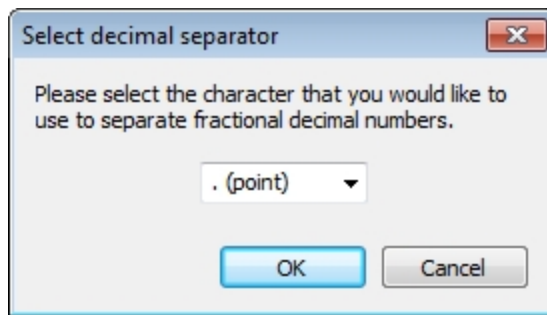 Select decimal separator
Please select the character that you would like to
use to separate fractional decimal numbers.
. (point)
OK
Cancel